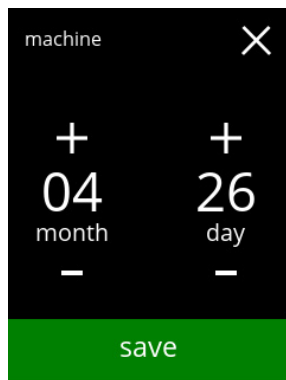 machine
+ +
04 26
month day
- -
save